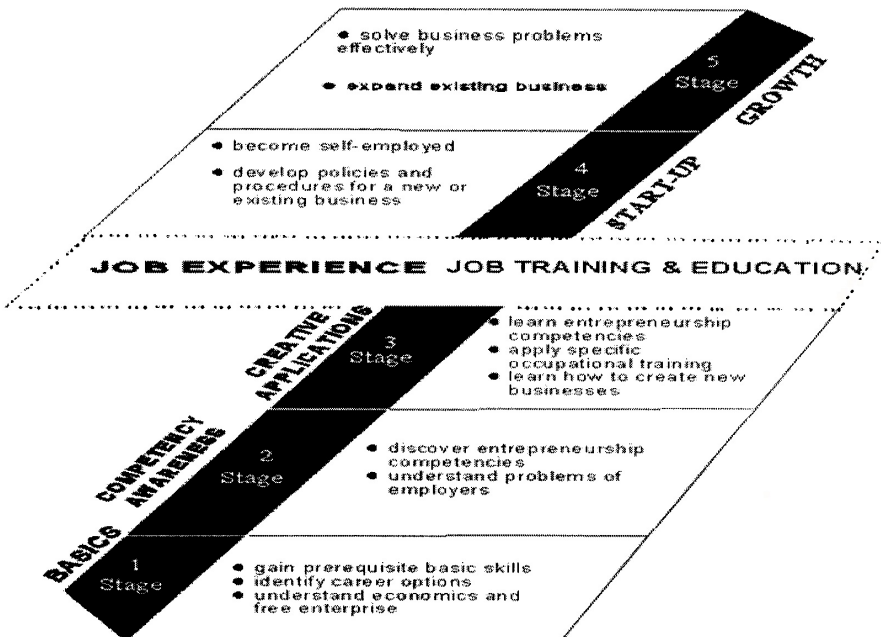 • solve business problems
effectively
• expand existing business
5
Stage
GROWTH
• become self-employed
• develop policies and
procedures for a new or
existing business
4
Stage
START-UP
JOB EXPERIENCE JOB TRAINING & EDUCATION
CREATIVE
APPLICATIONS
3
Stage
• learn entrepreneurship
competencies
• apply specific
occupational training
• learn how to create new
businesses
COMPETENCY
AWARENESS
2
Stage
• discover entrepreneurship
competencies
• understand problems of
employers
BASICS
1
Stage
• gain prerequisite basic skills
• identify career options
• understand economics and
free enterprise